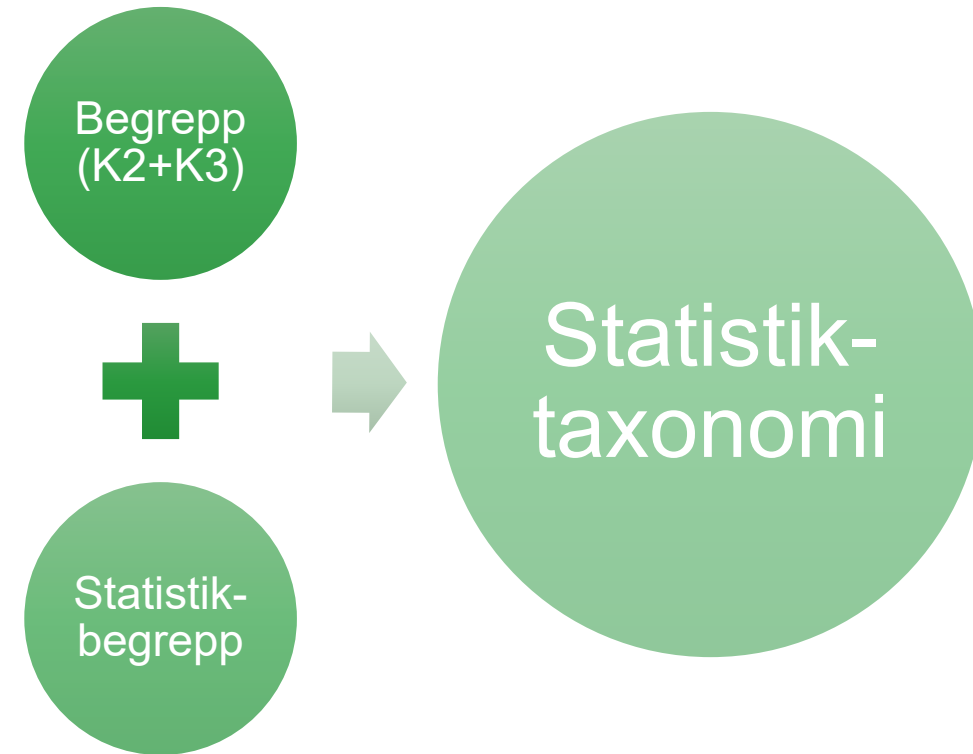 Begrepp
(K2+K3)
Statistik-
begrepp
Statistik-
taxonomi